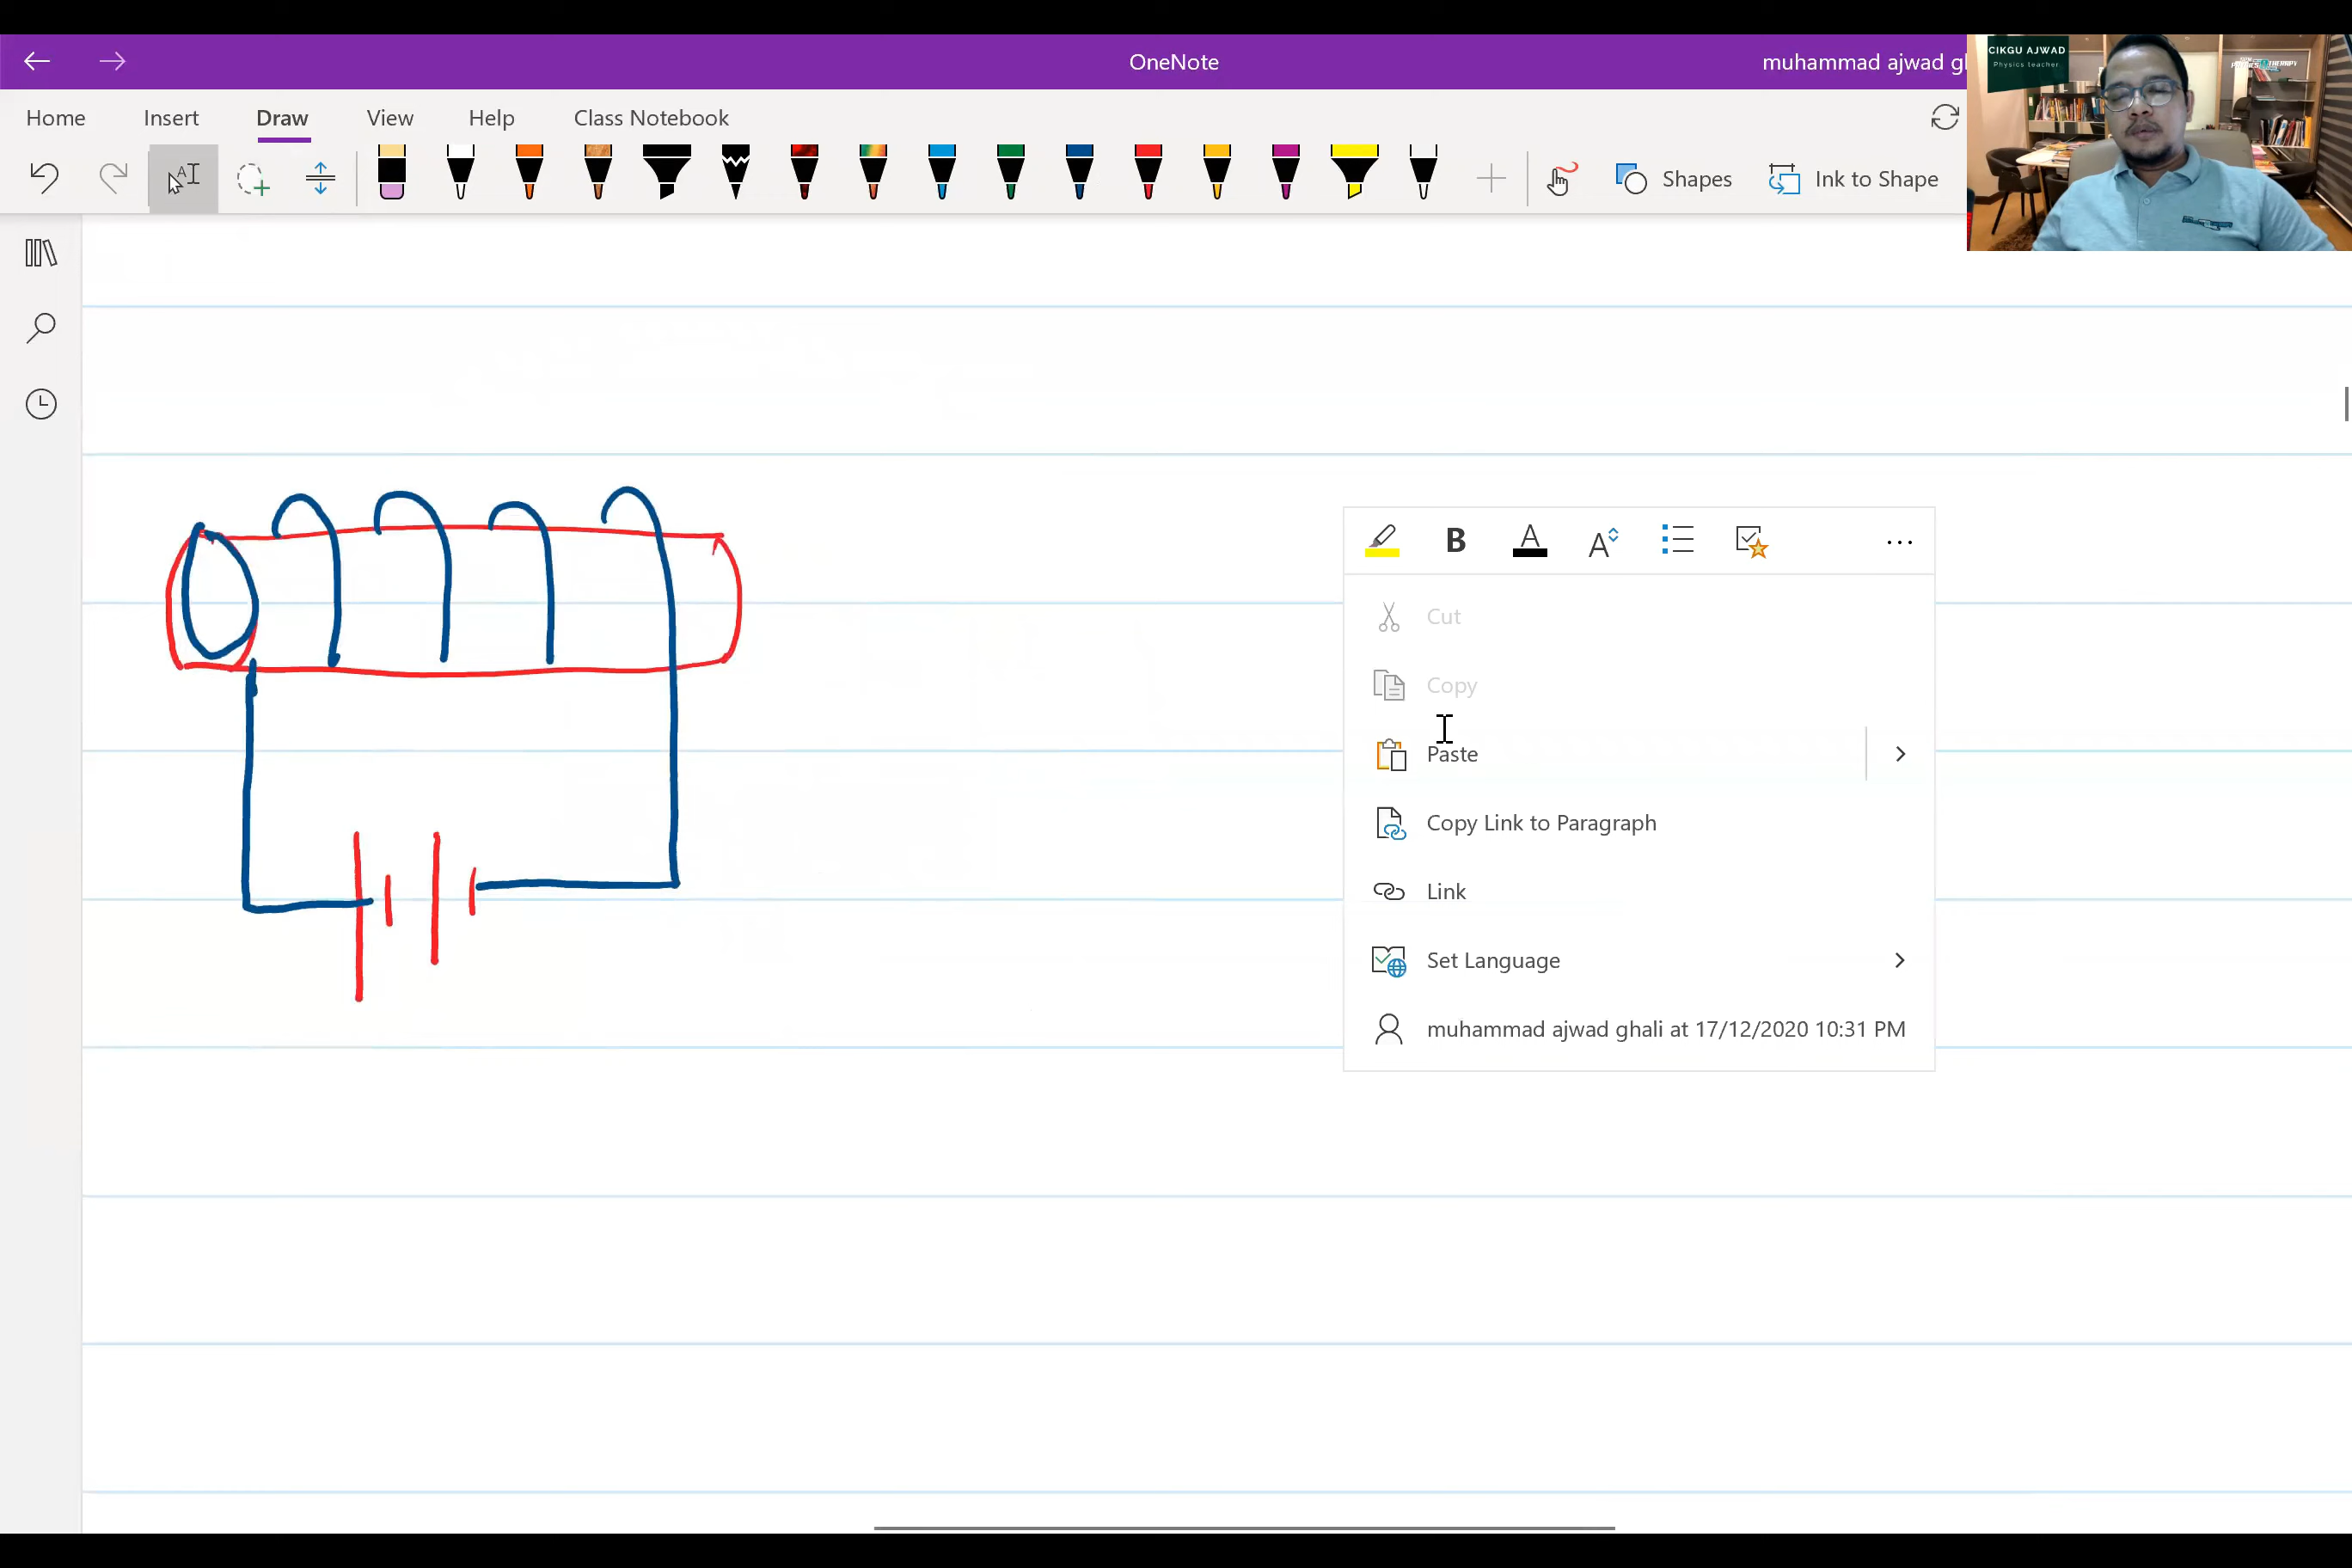 OneNote
muhammad ajwad gh
CIKGU AJWAD
Physics teacher
Home Insert Draw View Help Class Notebook
Shapes Ink to Shape
B A A
Cut
Copy
Paste
Copy Link to Paragraph
Link
Set Language
muhammad ajwad ghali at 17/12/2020 10:31 PM